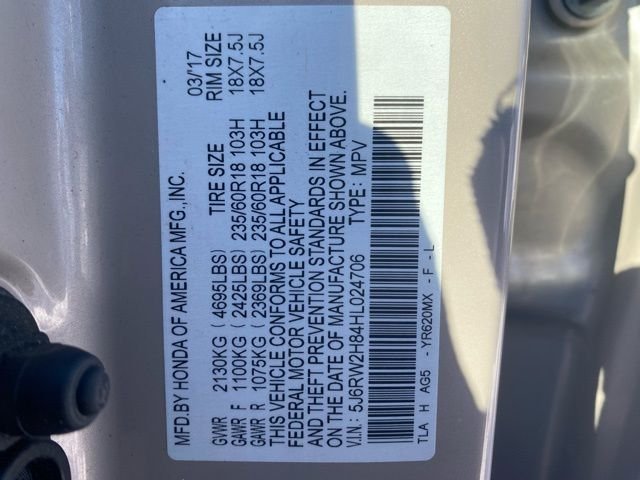 MFD.BY HONDA OF AMERICA MFG.,INC. 03/17
GVWR 2130KG (4695LBS) TIRE SIZE RIM SIZE
GAWR F 1100KG (2425LBS) 235/60R18 103H 18X7.5J
GAWR R 1075KG (2369LBS) 235/60R18 103H 18X7.5J
THIS VEHICLE CONFORMS TO ALL APPLICABLE
FEDERAL MOTOR VEHICLE SAFETY
AND THEFT PREVENTION STANDARDS IN EFFECT
ON THE DATE OF MANUFACTURE SHOWN ABOVE.
V.I.N.: 5J6RW2H84HL024706 TYPE: MPV
TLA H AG5 - YR620MX - F - L